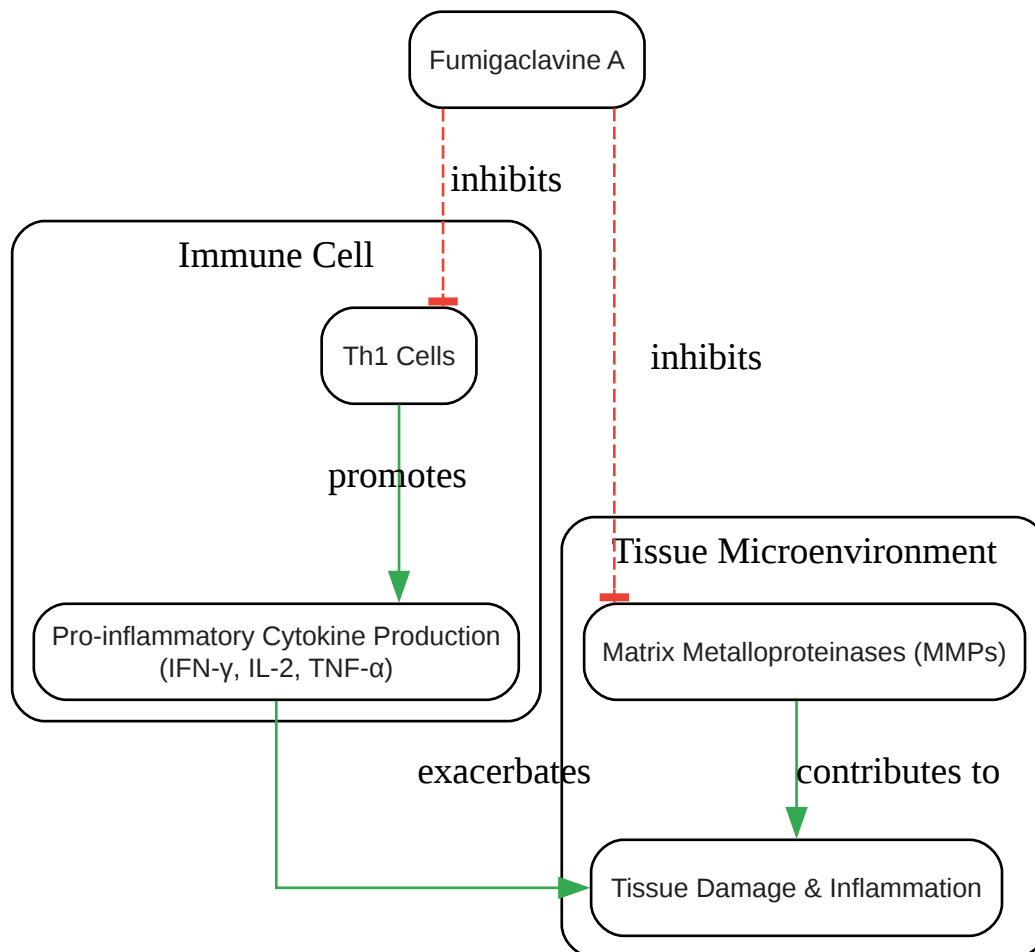 Fumigaclavine A
inhibits
Immune Cell
Th1 Cells
inhibits
promotes
Tissue Microenvironment
Pro-inflammatory Cytokine Production
(IFN-γ, IL-2, TNF-α)
Matrix Metalloproteinases (MMPs)
exacerbates
contributes to
Tissue Damage & Inflammation